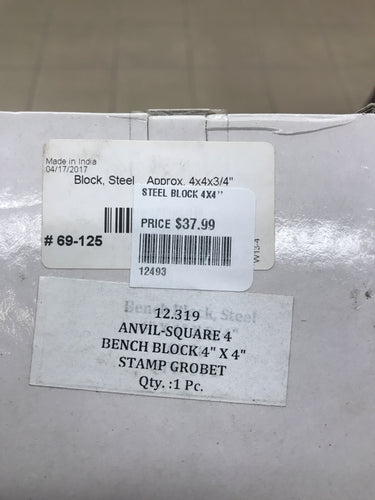 Made in India
04/17/2017
Block, Steel Approx. 4x4x3/4"
STEEL BLOCK 4X4"
PRICE $37.99
# 69-125
12493
W13-4
Bench Block, Steel
12.319
ANVIL-SQUARE 4'
BENCH BLOCK 4" X 4"
STAMP GROBET
Qty. :1 Pc.